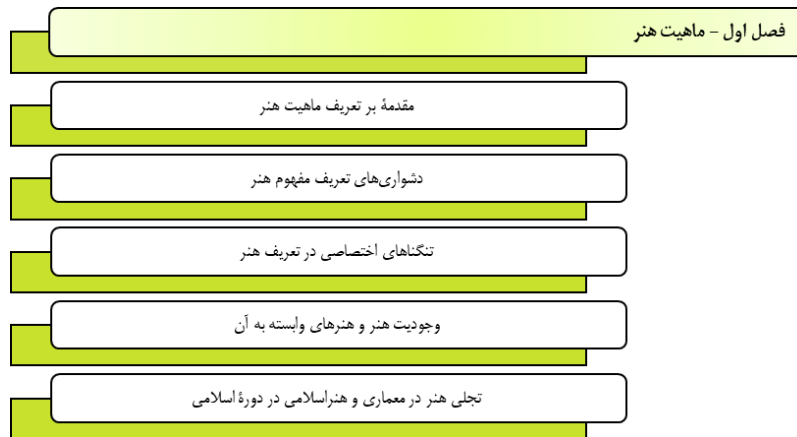 فصل اول - ماهیت هنر
مقدمهٔ بر تعریف ماهیت هنر
دشواری‌های تعریف مفهوم هنر
تنگناهای اختصاصی در تعریف هنر
وجودیت هنر و هنرهای وابسته به آن
تجلی هنر در معماری و هنراسلامی در دورهٔ اسلامی